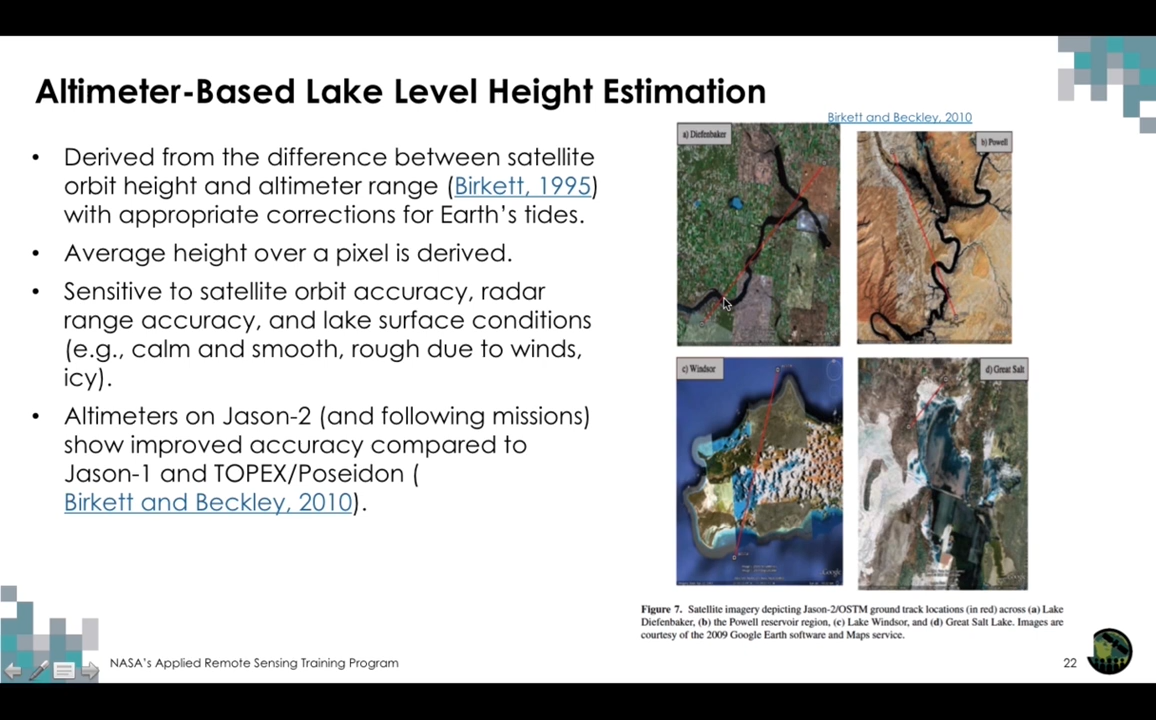 Altimeter-Based Lake Level Height Estimation
Birkett and Beckley, 2010
• Derived from the difference between satellite
orbit height and altimeter range (Birkett, 1995)
with appropriate corrections for Earth's tides.
• Average height over a pixel is derived.
• Sensitive to satellite orbit accuracy, radar
range accuracy, and lake surface conditions
(e.g., calm and smooth, rough due to winds,
icy).
• Altimeters on Jason-2 (and following missions)
show improved accuracy compared to
Jason-1 and TOPEX/Poseidon (
Birkett and Beckley, 2010).
a) Diefenbaker
b) Powell
c) Windsor
d) Great Salt
Google
Google
Figure 7. Satellite imagery depicting Jason-2/OSTM ground track locations (in red) across (a) Lake
Diefenbaker, (b) the Powell reservoir region, (c) Lake Windsor, and (d) Great Salt Lake. Images are
courtesy of the 2009 Google Earth software and Maps service.
NASA's Applied Remote Sensing Training Program
22